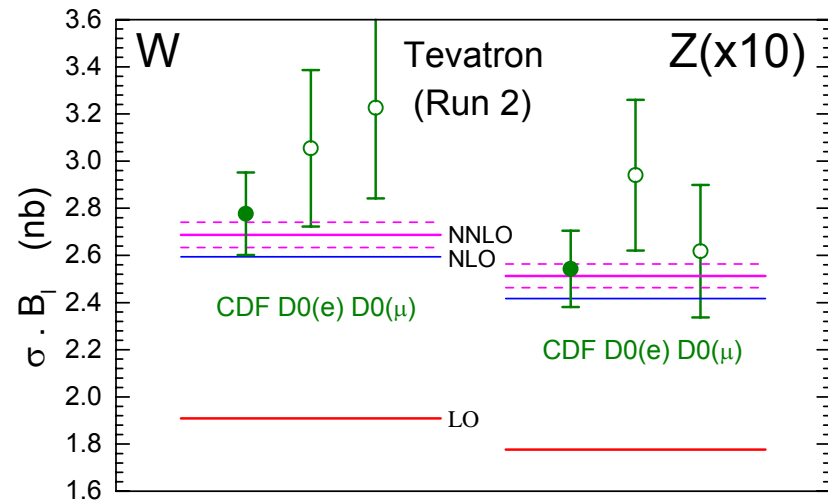 W
Tevatron
(Run 2)
Z(x10)
3.6
3.4
3.2
3.0
2.8
2.6
2.4
2.2
2.0
1.8
1.6
σ . B_l (nb)
NNLO
NLO
CDF D0(e) D0(μ)
CDF D0(e) D0(μ)
LO